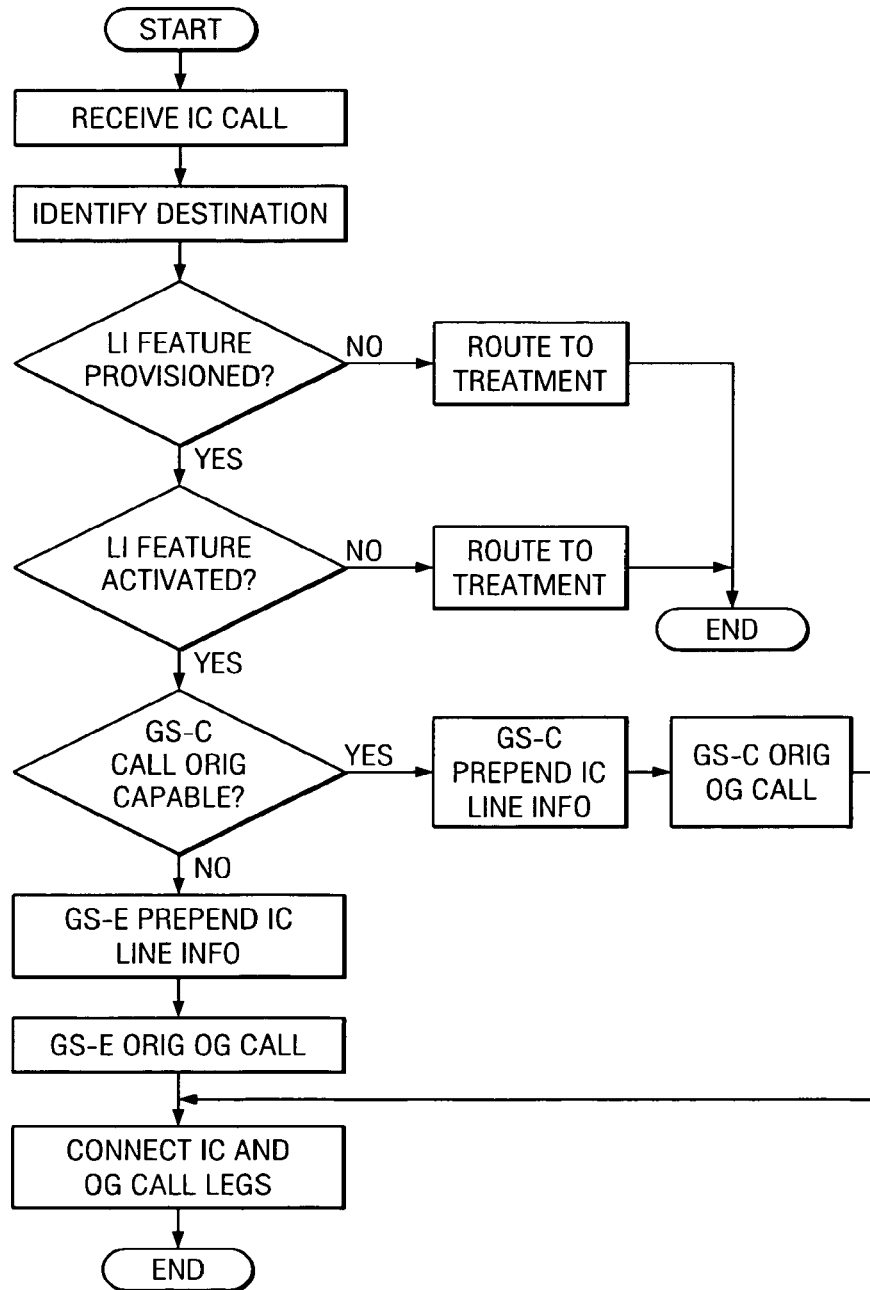 START
RECEIVE IC CALL
IDENTIFY DESTINATION
LI FEATURE
PROVISIONED?
NO
ROUTE TO
TREATMENT
YES
LI FEATURE
ACTIVATED?
NO
ROUTE TO
TREATMENT
END
YES
GS-C
CALL ORIG
CAPABLE?
YES
GS-C
PREPEND IC
LINE INFO
GS-C ORIG
OG CALL
NO
GS-E PREPEND IC
LINE INFO
GS-E ORIG OG CALL
CONNECT IC AND
OG CALL LEGS
END